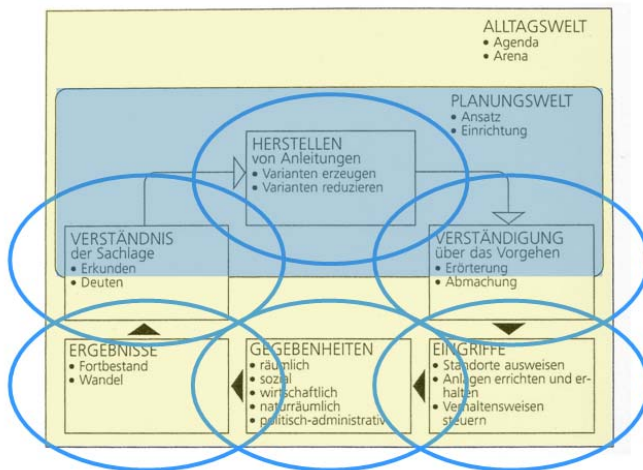 ALLTAGSWELT
• Agenda
• Arena
PLANUNGSWELT
• Ansatz
• Einrichtung
HERSTELLEN
von Anleitungen
• Varianten erzeugen
• Varianten reduzieren
VERSTÄNDNIS
der Sachlage
• Erkunden
• Deuten
VERSTÄNDIGUNG
über das Vorgehen
• Erörterung
• Abmachung
ERGEBNISSE
• Fortbestand
• Wandel
GEGEBENHEITEN
• räumlich
• sozial
• wirtschaftlich
• naturräumlich
• politisch-administrativ
EINGRIFFE
• Standorte ausweisen
• Anlagen errichten und er-
halten
• Verhaltensweisen
steuern